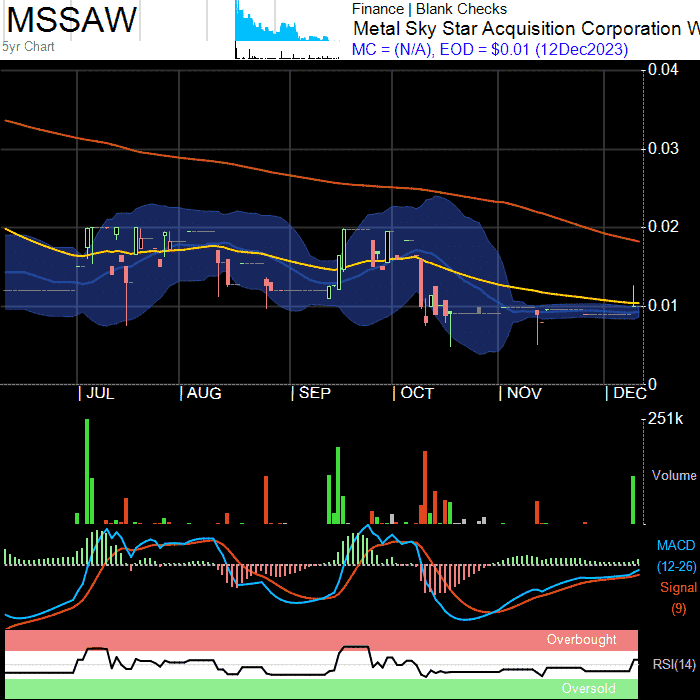 MSSAW
5yr Chart
Finance | Blank Checks
Metal Sky Star Acquisition Corporation W
MC = (N/A), EOD = $0.01 (12Dec2023)
0.04
0.03
0.02
0.01
0
| JUL | AUG | SEP | OCT | NOV | DEC
251k
Volume
MACD
(12-26)
Signal
(9)
Overbought
RSI(14)
Oversold